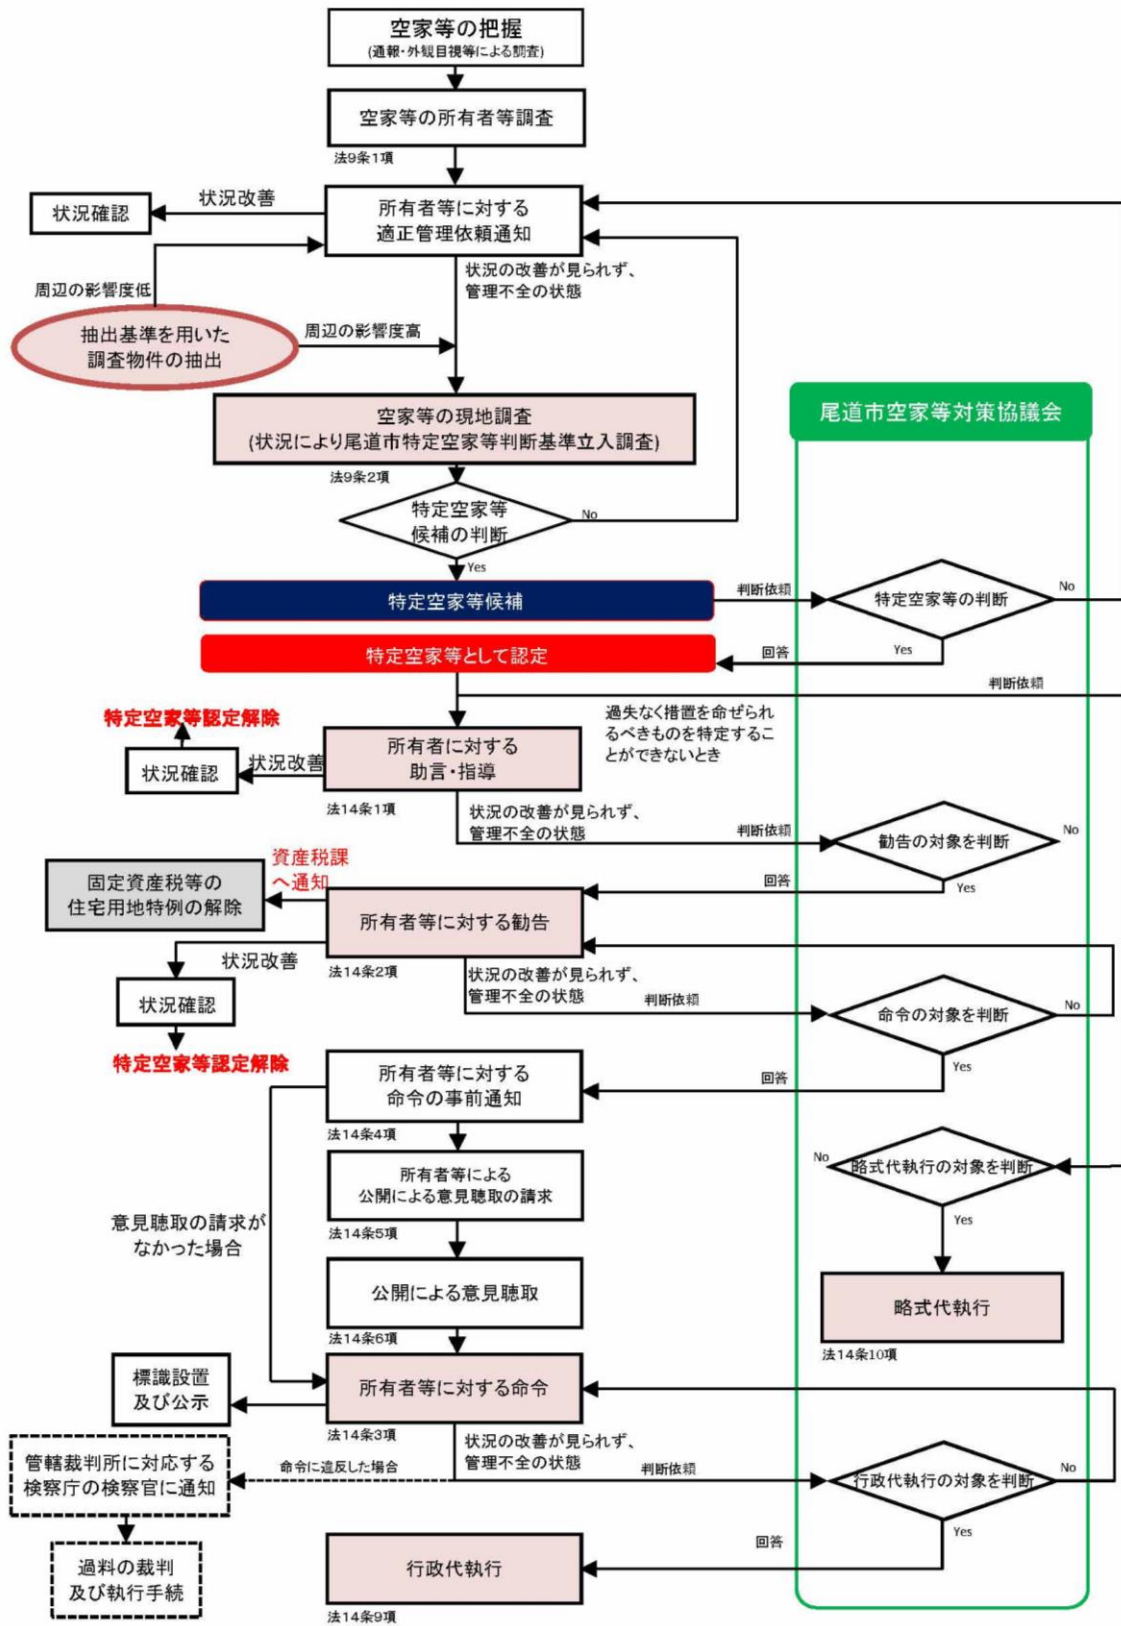 空家等の把握
(通報・外観目視等による調査)
空家等の所有者等調査
法9条1項
状況改善
状況確認
所有者等に対する
適正管理依頼通知
状況の改善が見られず、
管理不全の状態
周辺の影響度低
抽出基準を用いた
調査物件の抽出
周辺の影響度高
空家等の現地調査
(状況により尾道市特定空家等判断基準立入調査)
法9条2項
尾道市空家等対策協議会
特定空家等
候補の判断
No
Yes
特定空家等候補
判断依頼
特定空家等の判断
No
Yes
回答
特定空家等として認定
判断依頼
過失なく措置を命ぜられ
るべきものを特定するこ
とができないとき
特定空家等認定解除
状況確認
状況改善
所有者に対する
助言・指導
法14条1項
状況の改善が見られず、
管理不全の状態
判断依頼
勧告の対象を判断
No
Yes
回答
資産税課
へ通知
固定資産税等の
住宅用地特例の解除
所有者等に対する勧告
法14条2項
状況改善
状況確認
特定空家等認定解除
状況の改善が見られず、
管理不全の状態
判断依頼
命令の対象を判断
No
Yes
回答
所有者等に対する
命令の事前通知
法14条4項
所有者等による
公開による意見聴取の請求
法14条5項
意見聴取の請求が
なかった場合
公開による意見聴取
法14条6項
No
略式代執行の対象を判断
Yes
略式代執行
法14条10項
標識設置
及び公示
所有者等に対する命令
法14条3項
状況の改善が見られず、
管理不全の状態
管轄裁判所に対応する
検察庁の検察官に通知
命令に違反した場合
判断依頼
行政代執行の対象を判断
No
Yes
回答
過料の裁判
及び執行手続
行政代執行
法14条9項